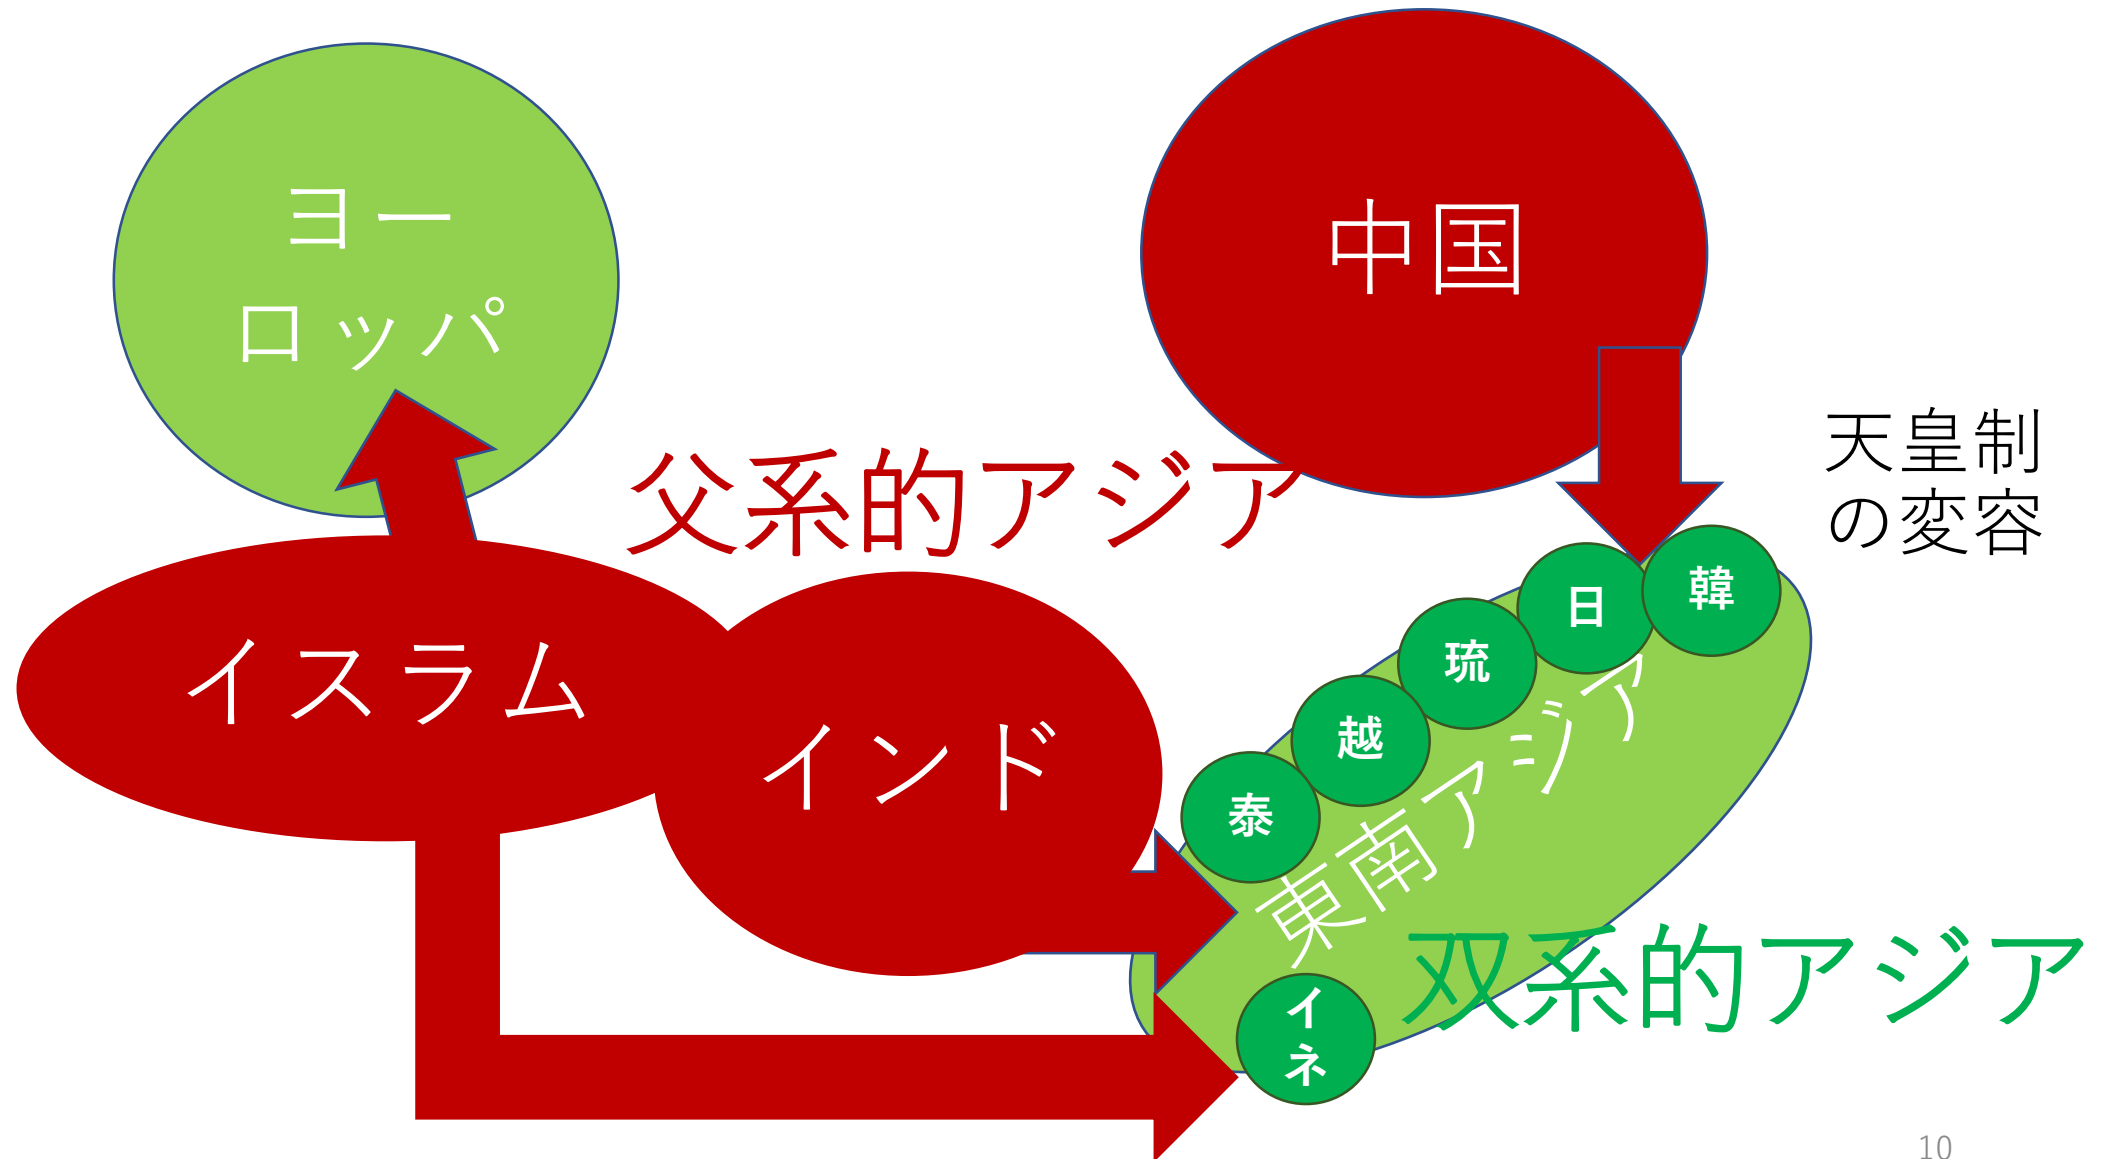 ヨー
ロッパ
中国
天皇制
の変容
父系的アジア
イスラム
インド
韓
日
琉
越
泰
東南アジア
双系的アジア
イ
ネ
10